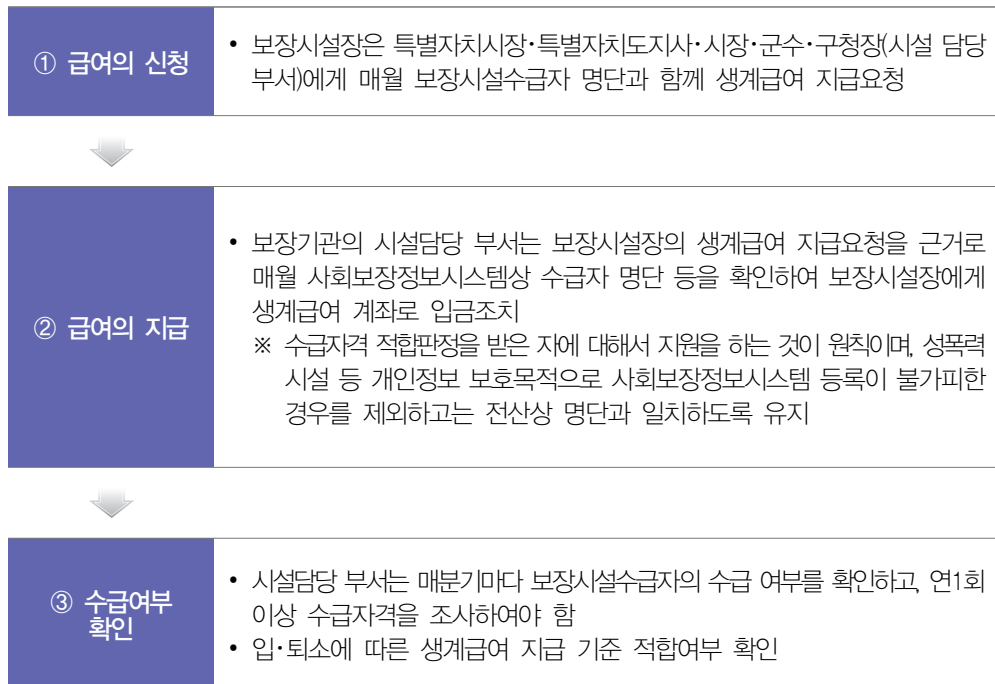 ① 급여의 신청
• 보장시설장은 특별자치시장･특별자치도지사･시장･군수･구청장(시설 담당
부서)에게 매월 보장시설수급자 명단과 함께 생계급여 지급요청
② 급여의 지급
• 보장기관의 시설담당 부서는 보장시설장의 생계급여 지급요청을 근거로
매월 사회보장정보시스템상 수급자 명단 등을 확인하여 보장시설장에게
생계급여 계좌로 입금조치
※ 수급자격 적합판정을 받은 자에 대해서 지원을 하는 것이 원칙이며, 성폭력
시설 등 개인정보 보호목적으로 사회보장정보시스템 등록이 불가피한
경우를 제외하고는 전산상 명단과 일치하도록 유지
③ 수급여부
확인
• 시설담당 부서는 매분기마다 보장시설수급자의 수급 여부를 확인하고, 연1회
이상 수급자격을 조사하여야 함
• 입･퇴소에 따른 생계급여 지급 기준 적합여부 확인